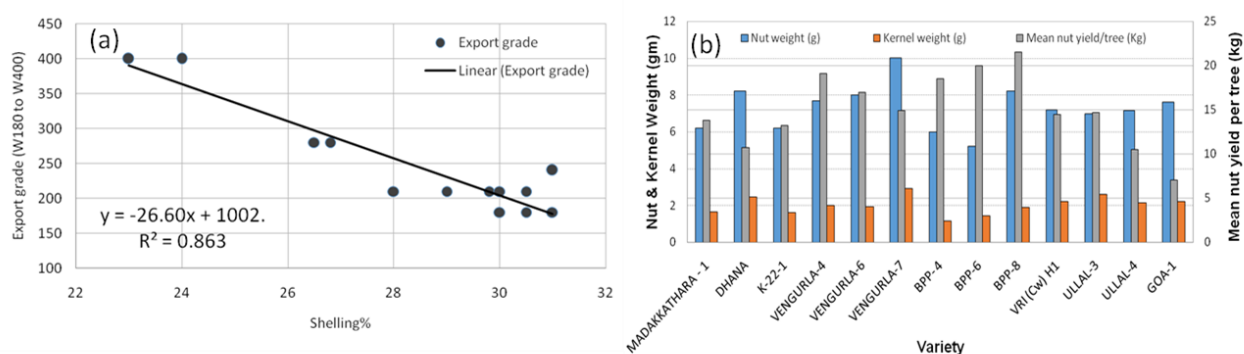 (a)
Export grade
Linear (Export grade)
Export grade (W180 to W400)
450
400
350
300
250
200
150
100
y = -26.60x + 1002.
R² = 0.863
22 24 26 28 30 32
Shelling%
(b)
Nut weight (g) Kernel weight (g) Mean nut yield/tree (Kg)
Nut & Kernel Weight (gm)
12
10
8
6
4
2
0
25
20
15
10
5
0
Mean nut yield per tree (kg)
MADAKKATHARA - 1
DHANA
K-22-1
VENGURLA-4
VENGURLA-6
VENGURLA-7
BPP-4
BPP-6
BPP-8
VRI (Cw) H1
ULLAL-3
ULLAL-4
GOA-1
Variety